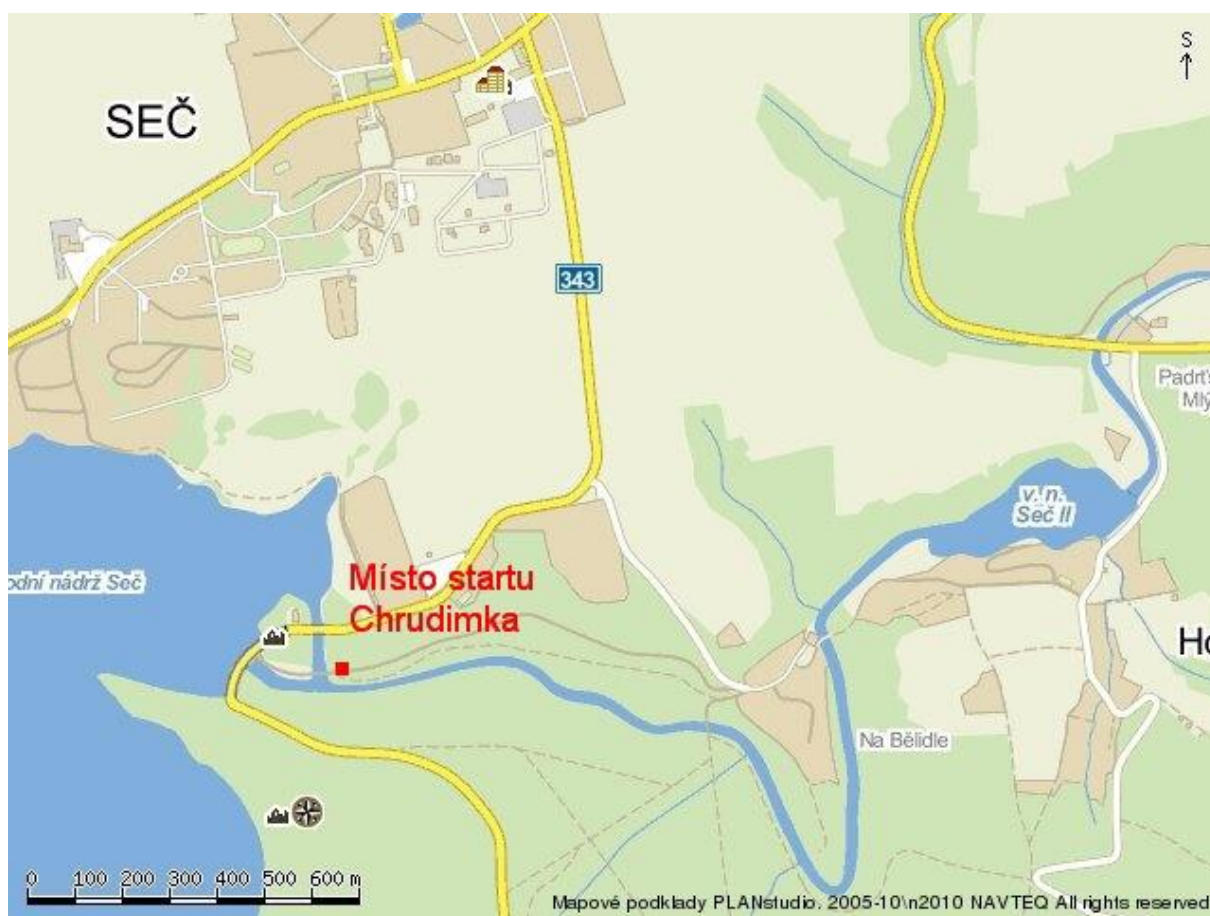 S
SEČ
343
Padrťs
Mlý
v. n.
Seč II
odní nádrž Seč
Místo startu
Chrudimka
Ho
Na Bělidle
0 100 200 300 400 500 600 m
Mapové podklady PLANstudio, 2005-10\n2010 NAVTEQ All rights reserved